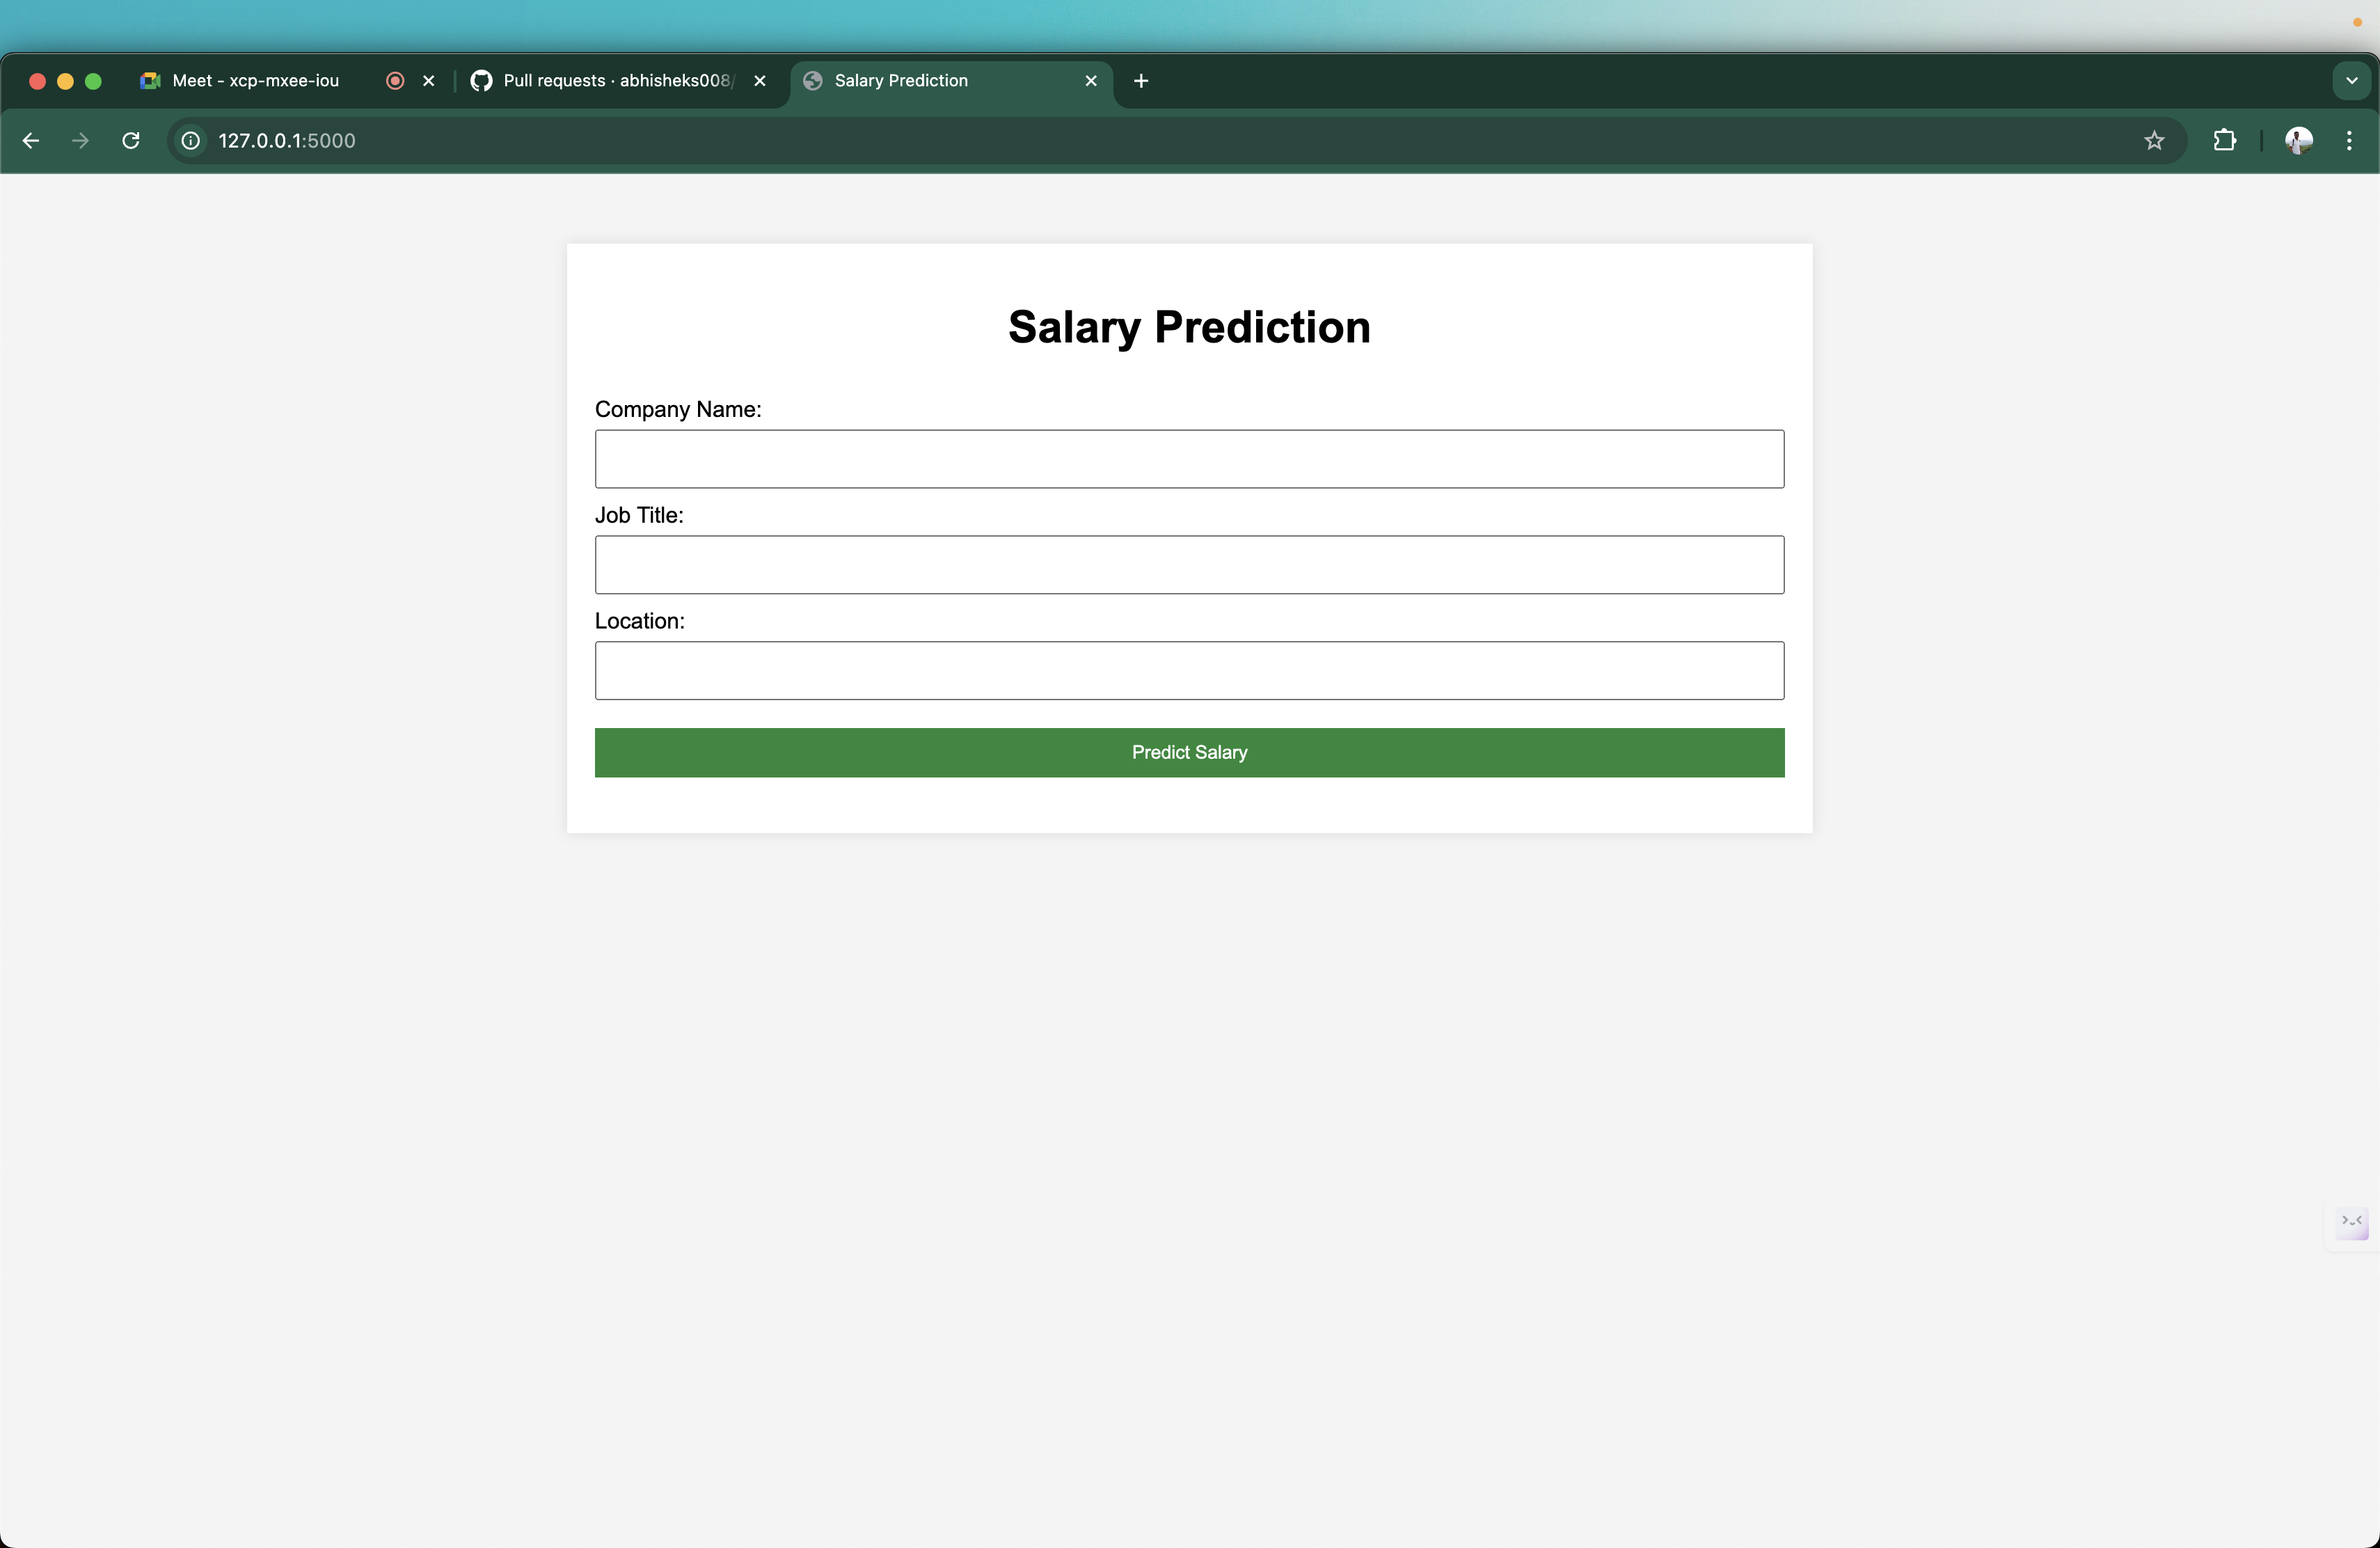 Meet - xcp-mxee-iou
Pull requests · abhisheks008/
Salary Prediction
127.0.0.1:5000
Salary Prediction
Company Name:
Job Title:
Location:
Predict Salary